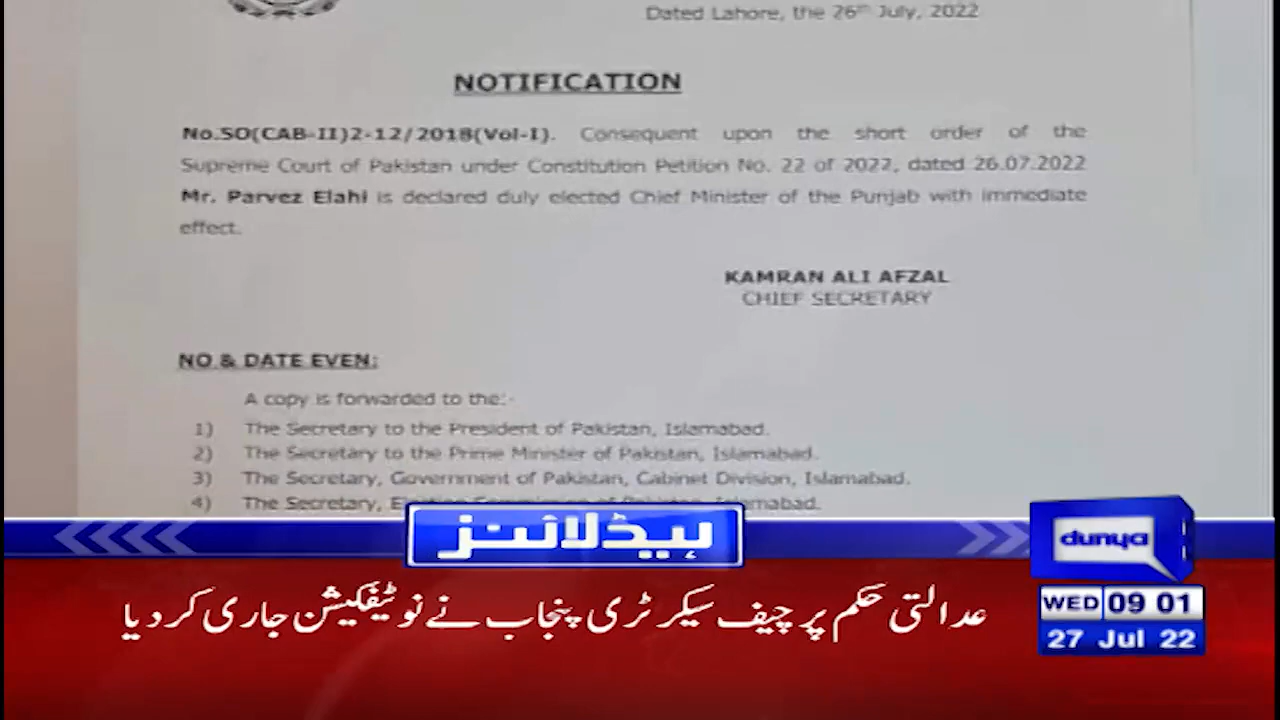 Dated Lahore, the 26th July, 2022
NOTIFICATION
No.SO(CAB-II)2-12/2018(Vol-I). Consequent upon the short order of the
Supreme Court of Pakistan under Constitution Petition No. 22 of 2022, dated 26.07.2022
Mr. Parvez Elahi is declared duly elected Chief Minister of the Punjab with immediate
effect.
KAMRAN ALI AFZAL
CHIEF SECRETARY
NO & DATE EVEN:
A copy is forwarded to the:-
1) The Secretary to the President of Pakistan, Islamabad.
2) The Secretary to the Prime Minister of Pakistan, Islamabad.
3) The Secretary, Government of Pakistan, Cabinet Division, Islamabad.
4) The Secretary, Election Commission of Pakistan, Islamabad.
ہیڈلائنز
dunya
عدالتی حکم پر چیف سیکرٹری پنجاب نے نوٹیفکیشن جاری کر دیا
WED 09 01
27 Jul 22